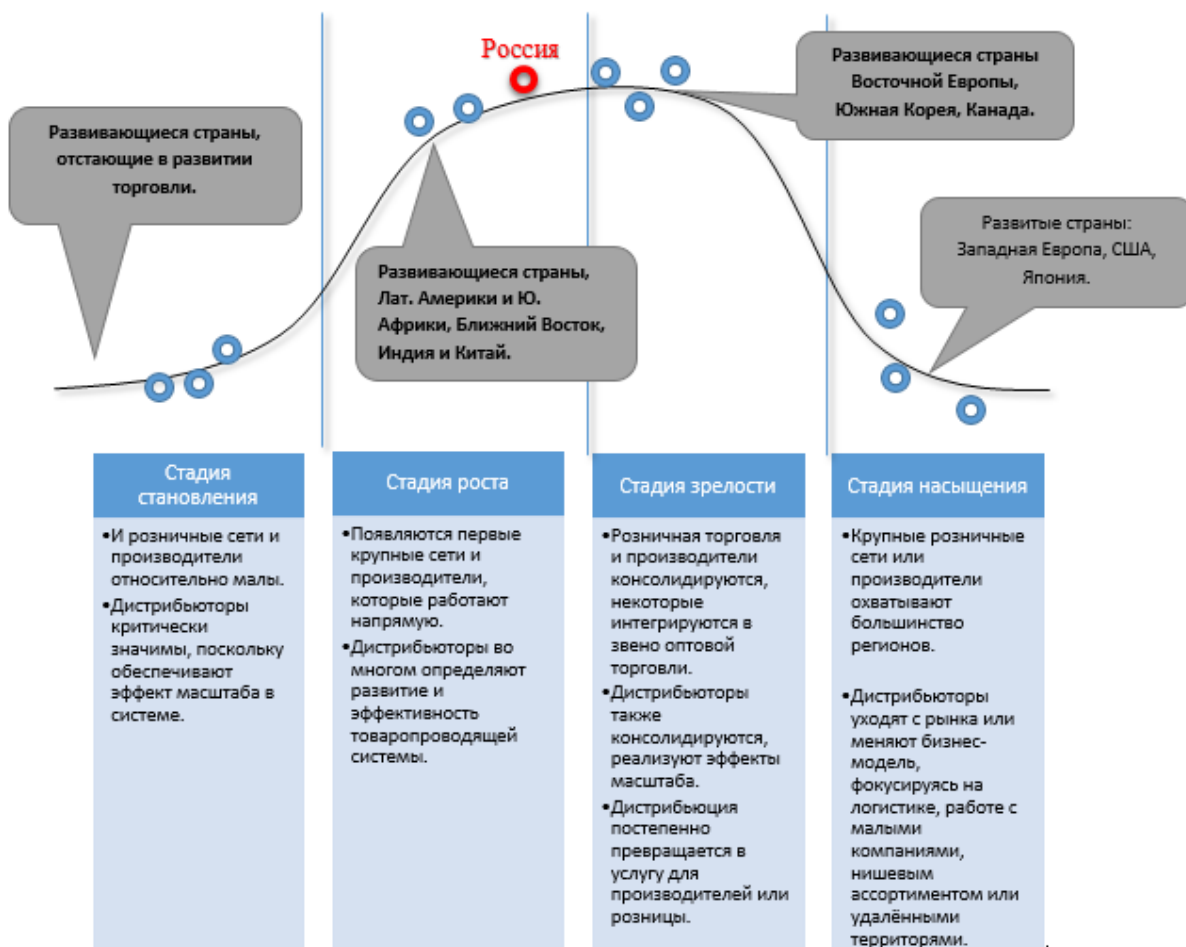 Россия
Развивающиеся страны
Восточной Европы,
Южная Корея, Канада.
Развивающиеся страны,
отстающие в развитии
торговли.
Развитые страны:
Западная Европа, США,
Япония.
Развивающиеся страны,
Лат. Америки и Ю.
Африки, Ближний Восток,
Индия и Китай.
Стадия
становления
•И розничные сети и
производители
относительно малы.
•Дистрибьюторы
критически
значимы, поскольку
обеспечивают
эффект масштаба в
системе.
Стадия роста
•Появляются первые
крупные сети и
производители,
которые работают
напрямую.
•Дистрибьюторы во
многом определяют
развитие и
эффективность
товаропроводящей
системы.
Стадия зрелости
•Розничная торговля
и производители
консолидируются,
некоторые
интегрируются в
звено оптовой
торговли.
•Дистрибьюторы
также
консолидируются,
реализуют эффекты
масштаба.
•Дистрибьюция
постепенно
превращается в
услугу для
производителей или
розницы.
Стадия насыщения
•Крупные розничные
сети или
производители
охватывают
большинство
регионов.
•Дистрибьюторы
уходят с рынка или
меняют бизнес-
модель,
фокусируясь на
логистике, работе с
малыми
компаниями,
нишевым
ассортиментом или
удалёнными
территорями.